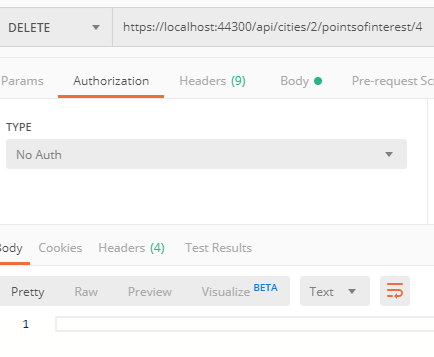 DELETE https://localhost:44300/api/cities/2/pointsofinterest/4
Params Authorization Headers (9) Body Pre-request Sc
TYPE
No Auth
Body Cookies Headers (4) Test Results
Pretty Raw Preview Visualize BETA Text
1